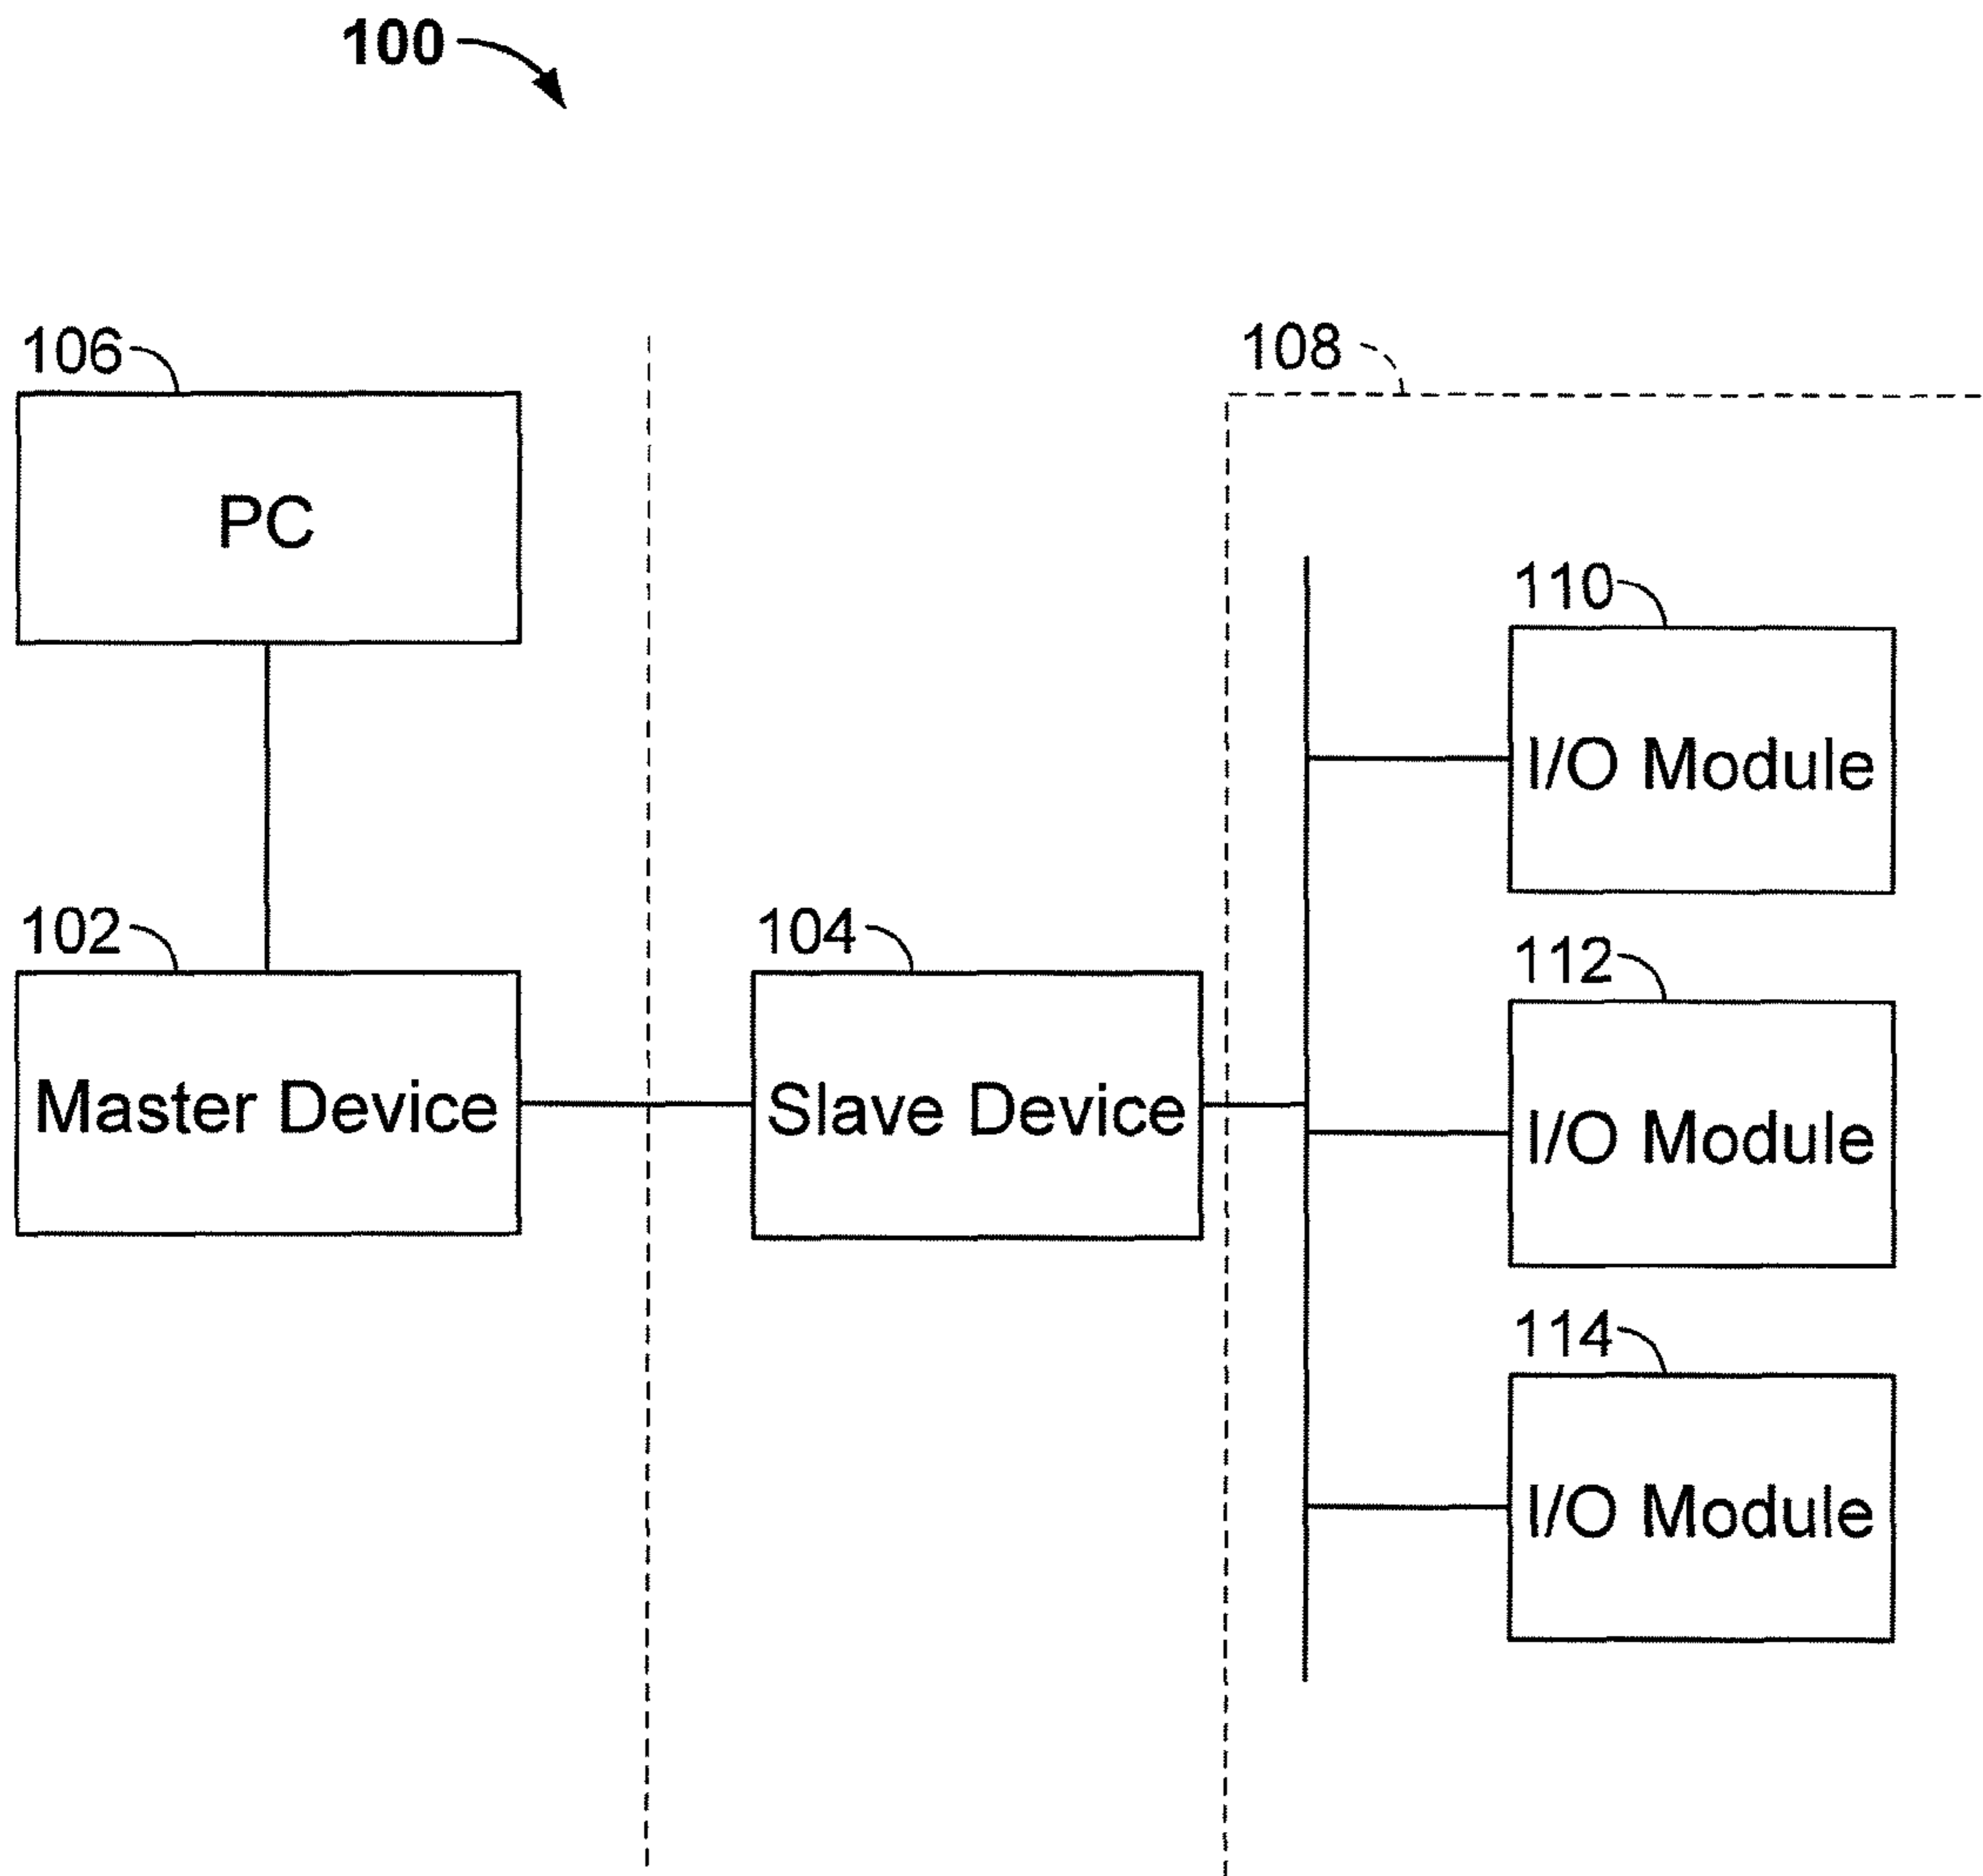 100
106
108
PC
110
I/O Module
102
104
112
Master Device
Slave Device
I/O Module
114
I/O Module